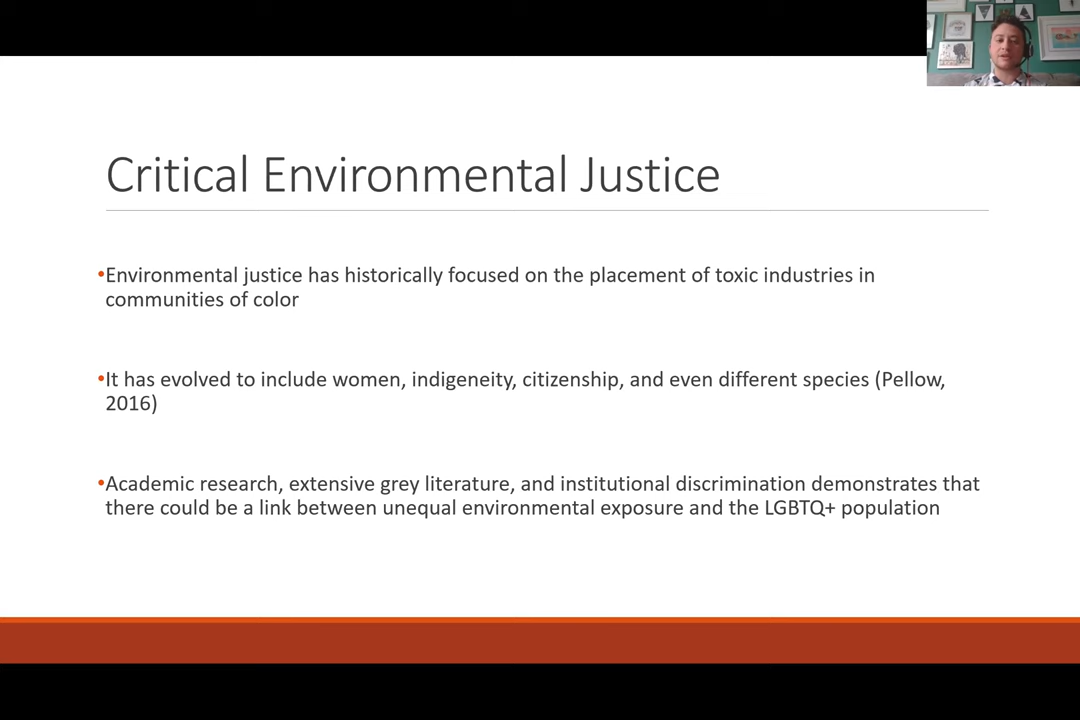 Critical Environmental Justice
•Environmental justice has historically focused on the placement of toxic industries in
communities of color
•It has evolved to include women, indigeneity, citizenship, and even different species (Pellow,
2016)
•Academic research, extensive grey literature, and institutional discrimination demonstrates that
there could be a link between unequal environmental exposure and the LGBTQ+ population